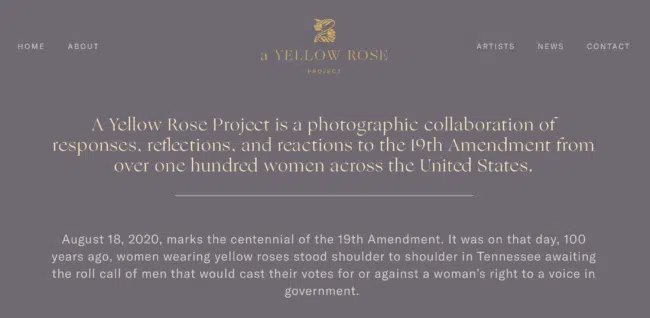 HOME ABOUT ARTISTS NEWS CONTACT
a YELLOW ROSE
PROJECT
A Yellow Rose Project is a photographic collaboration of
responses, reflections, and reactions to the 19th Amendment from
over one hundred women across the United States.
August 18, 2020, marks the centennial of the 19th Amendment. It was on that day, 100
years ago, women wearing yellow roses stood shoulder to shoulder in Tennessee awaiting
the roll call of men that would cast their votes for or against a woman's right to a voice in
government.